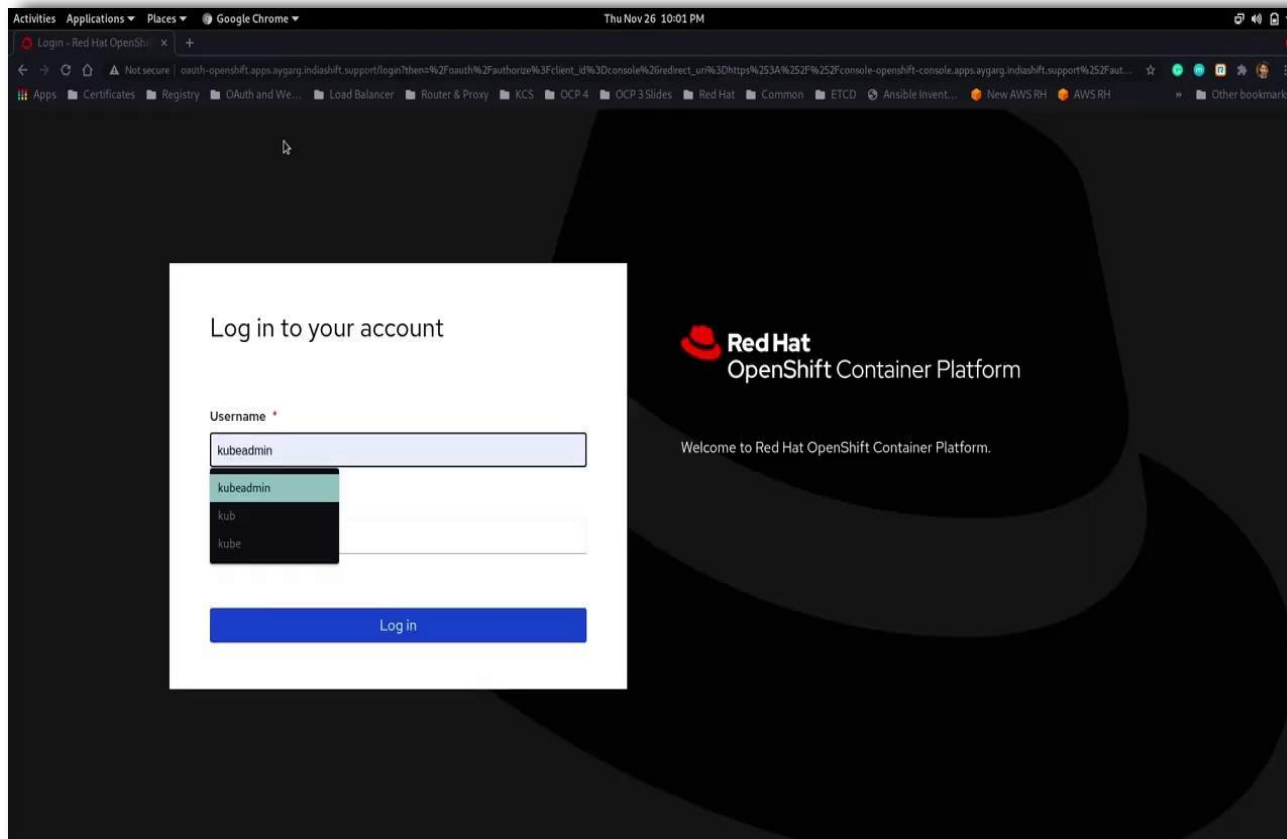 Activities Applications Places Google Chrome Thu Nov 26 10:01 PM
Login - Red Hat OpenShi
Not secure oauth-openshift.apps.aygarg.indiashift.support/login?then=%2Foauth%2Fauthorize%3Fclient_id%3Dconsole%26redirect_uri%3Dhttps%253A%252F%252Fconsole-openshift-console.apps.aygarg.indiashift.support%252Faut...
Apps Certificates Registry OAuth and We... Load Balancer Router & Proxy KCS OCP 4 OCP 3 Slides Red Hat Common ETCD Ansible Invent... New AWS RH AWS RH » Other bookmark
Log in to your account
Username *
kubeadmin
kubeadmin
kub
kube
Log in
Red Hat
OpenShift Container Platform
Welcome to Red Hat OpenShift Container Platform.